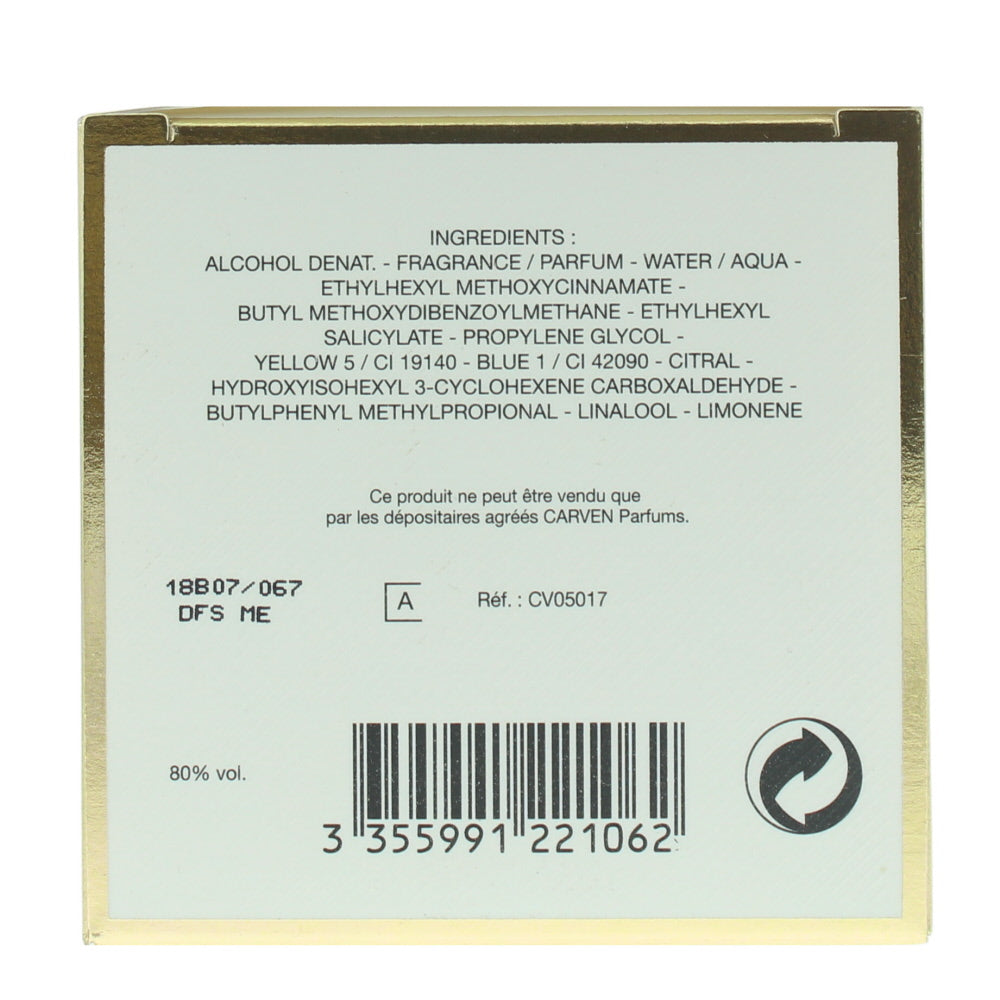 INGREDIENTS :
ALCOHOL DENAT. - FRAGRANCE / PARFUM - WATER / AQUA -
ETHYLHEXYL METHOXYCINNAMATE -
BUTYL METHOXYDIBENZOYLMETHANE - ETHYLHEXYL
SALICYLATE - PROPYLENE GLYCOL -
YELLOW 5 / CI 19140 - BLUE 1 / CI 42090 - CITRAL -
HYDROXYISOHEXYL 3-CYCLOHEXENE CARBOXALDEHYDE -
BUTYLPHENYL METHYLPROPIONAL - LINALOOL - LIMONENE
Ce produit ne peut être vendu que
par les dépositaires agréés CARVEN Parfums.
18B07/067
DFS ME
A
Réf. : CV05017
80% vol.
3 355991 221062